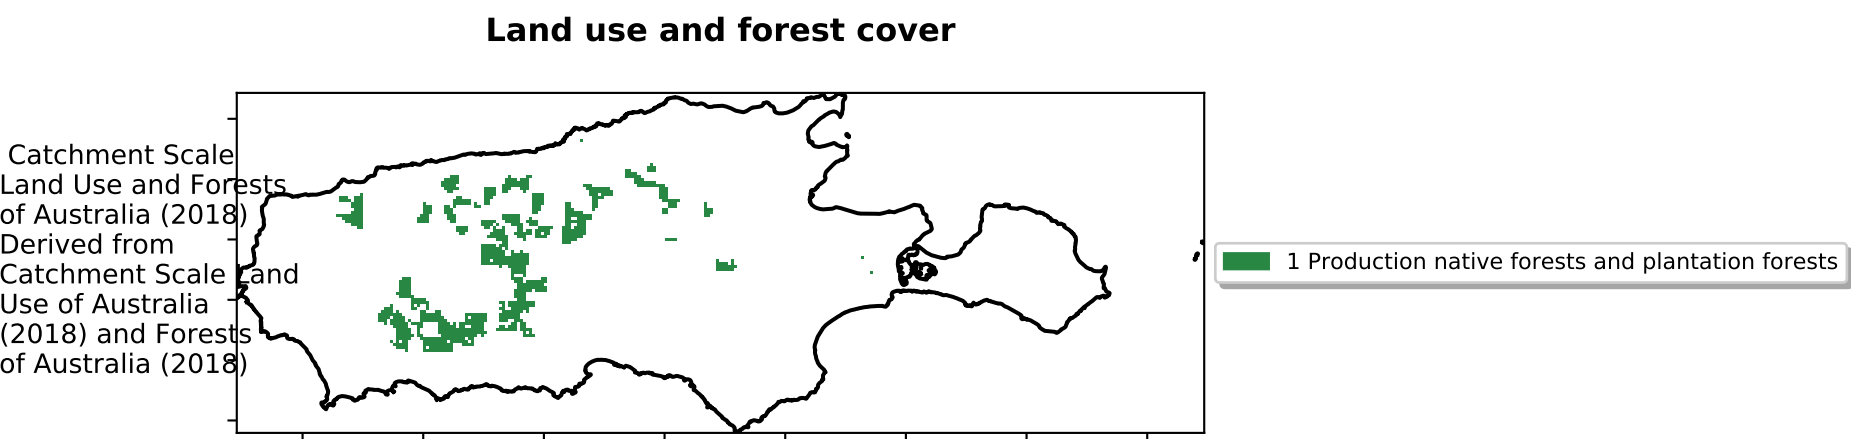 Land use and forest cover
Catchment Scale
Land Use and Forests
of Australia (2018)
Derived from
Catchment Scale Land
Use of Australia
(2018) and Forests
of Australia (2018)
1 Production native forests and plantation forests